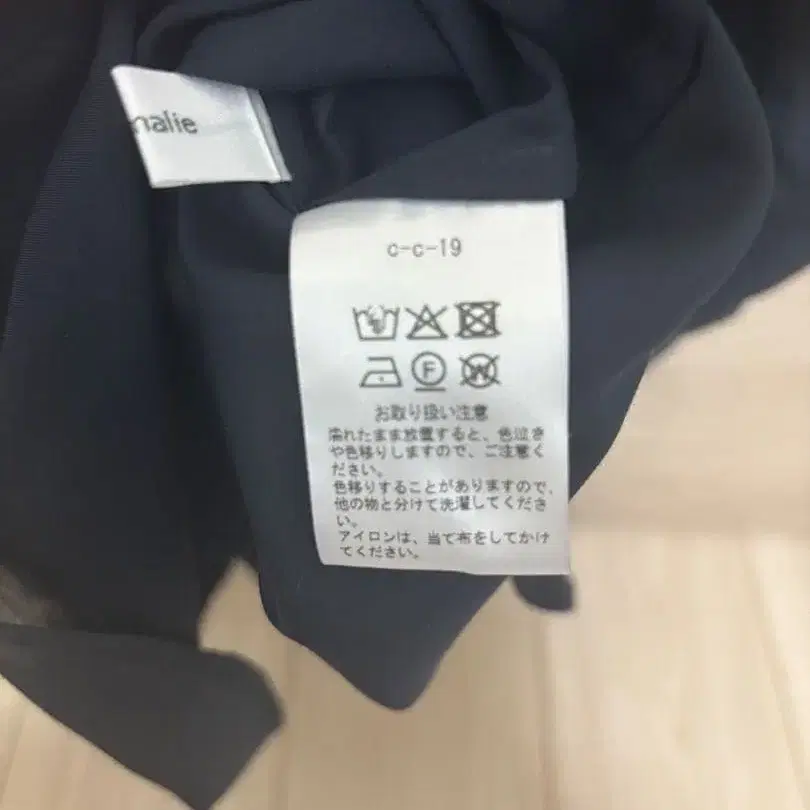 nalie
c-c-19
F W
お取り扱い注意
濡れたまま放置すると、色泣き
や色移りしますので、ご注意く
ださい。
色移りすることがありますので、
他の物と分けて洗濯してくださ
い。
アイロンは、当て布をしてかけ
てください。